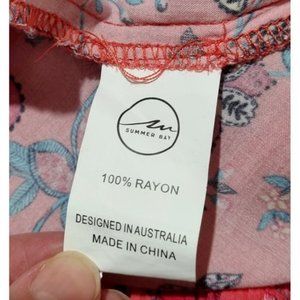 SUMMER BAY
100% RAYON
DESIGNED IN AUSTRALIA
MADE IN CHINA